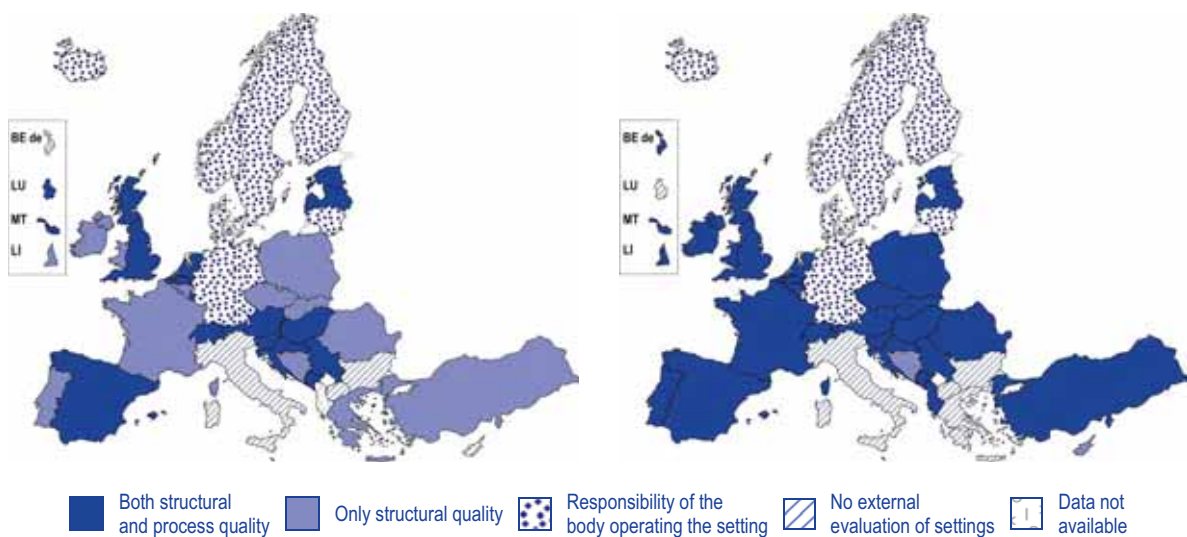 BE de
LU
MT
LI
BE de
LU
MT
LI
Both structural
and process quality
Only structural quality
Responsibility of the
body operating the setting
No external
evaluation of settings
Data not
available